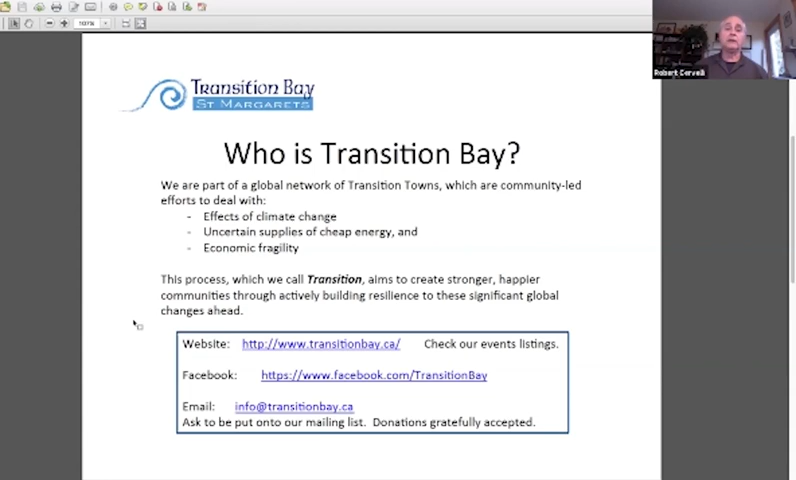 107%
Robert Cervelli
Transition Bay
ST MARGARETS
Who is Transition Bay?
We are part of a global network of Transition Towns, which are community-led
efforts to deal with:
- Effects of climate change
- Uncertain supplies of cheap energy, and
- Economic fragility
This process, which we call Transition, aims to create stronger, happier
communities through actively building resilience to these significant global
changes ahead.
Website: http://www.transitionbay.ca/ Check our events listings.
Facebook: https://www.facebook.com/TransitionBay
Email: info@transitionbay.ca
Ask to be put onto our mailing list. Donations gratefully accepted.